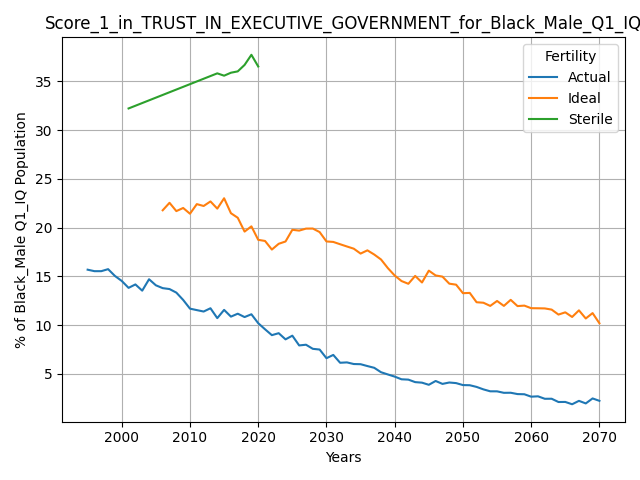 Score_1_in_TRUST_IN_EXECUTIVE_GOVERNMENT_for_Black_Male_Q1_IQ
% of Black_Male Q1_IQ Population
35
30
25
20
15
10
5
Fertility
Actual
Ideal
Sterile
2000 2010 2020 2030 2040 2050 2060 2070
Years